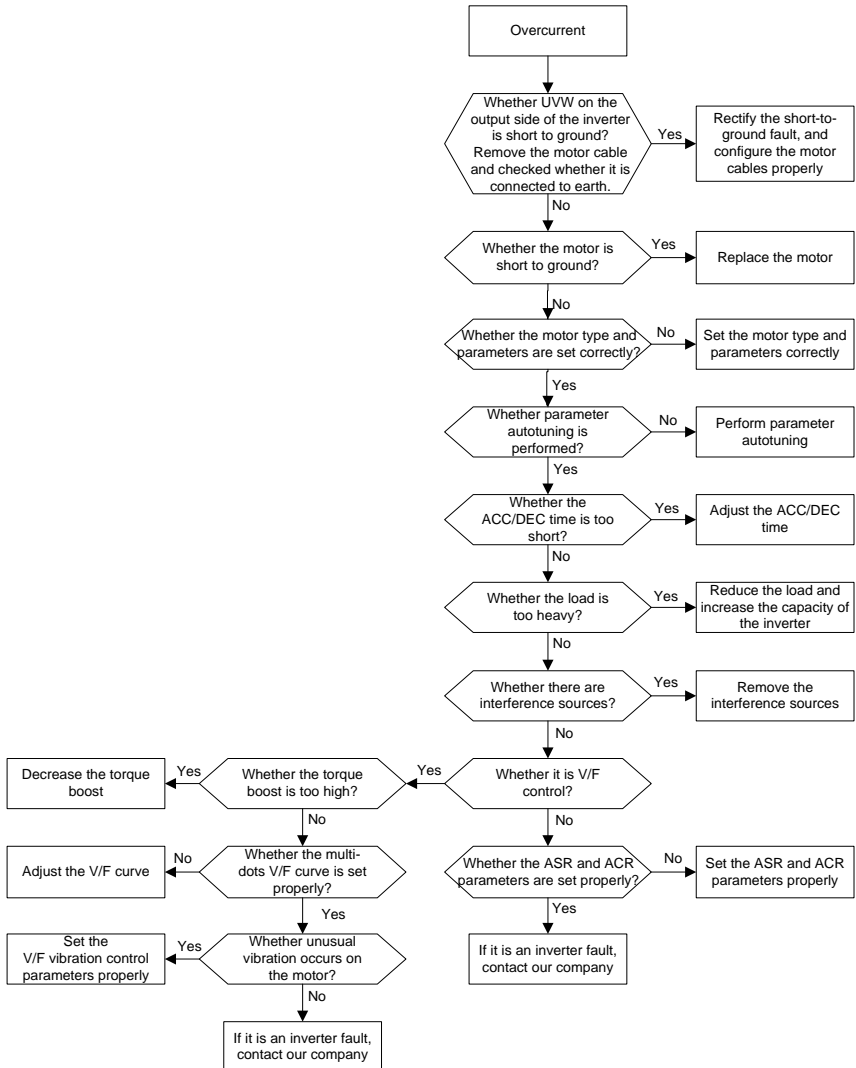 Overcurrent
Whether UVW on the
output side of the inverter
is short to ground?
Remove the motor cable
and checked whether it is
connected to earth.
Yes
Rectify the short-to-
ground fault, and
configure the motor
cables properly
No
Whether the motor is
short to ground?
Yes
Replace the motor
No
Whether the motor type and
parameters are set correctly?
No
Set the motor type and
parameters correctly
Yes
Whether parameter
autotuning is
performed?
No
Perform parameter
autotuning
Yes
Whether the
ACC/DEC time is too
short?
Yes
Adjust the ACC/DEC
time
No
Whether the load is
too heavy?
Yes
Reduce the load and
increase the capacity of
the inverter
No
Whether there are
interference sources?
Yes
Remove the
interference sources
No
Whether it is V/F
control?
Yes
Whether the torque
boost is too high?
Yes
Decrease the torque
boost
No
No
Whether the multi-
dots V/F curve is set
properly?
No
Adjust the V/F curve
Whether the ASR and ACR
parameters are set properly?
No
Set the ASR and ACR
parameters properly
Yes
Yes
Whether unusual
vibration occurs on
the motor?
Yes
Set the
V/F vibration control
parameters properly
If it is an inverter fault,
contact our company
No
If it is an inverter fault,
contact our company